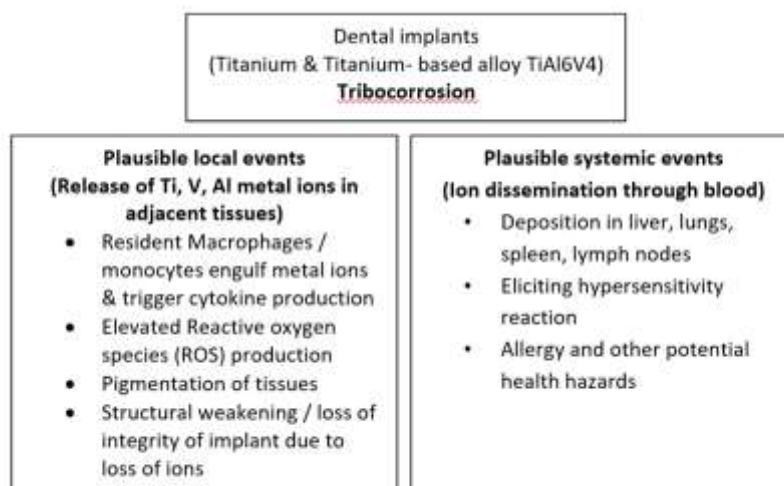 Dental implants
(Titanium & Titanium- based alloy TiAl6V4)
Tribocorrosion
Plausible local events
(Release of Ti, V, Al metal ions in
adjacent tissues)
• Resident Macrophages /
monocytes engulf metal ions
& trigger cytokine production
• Elevated Reactive oxygen
species (ROS) production
• Pigmentation of tissues
• Structural weakening / loss of
integrity of implant due to
loss of ions
Plausible systemic events
(Ion dissemination through blood)
• Deposition in liver, lungs,
spleen, lymph nodes
• Eliciting hypersensitivity
reaction
• Allergy and other potential
health hazards